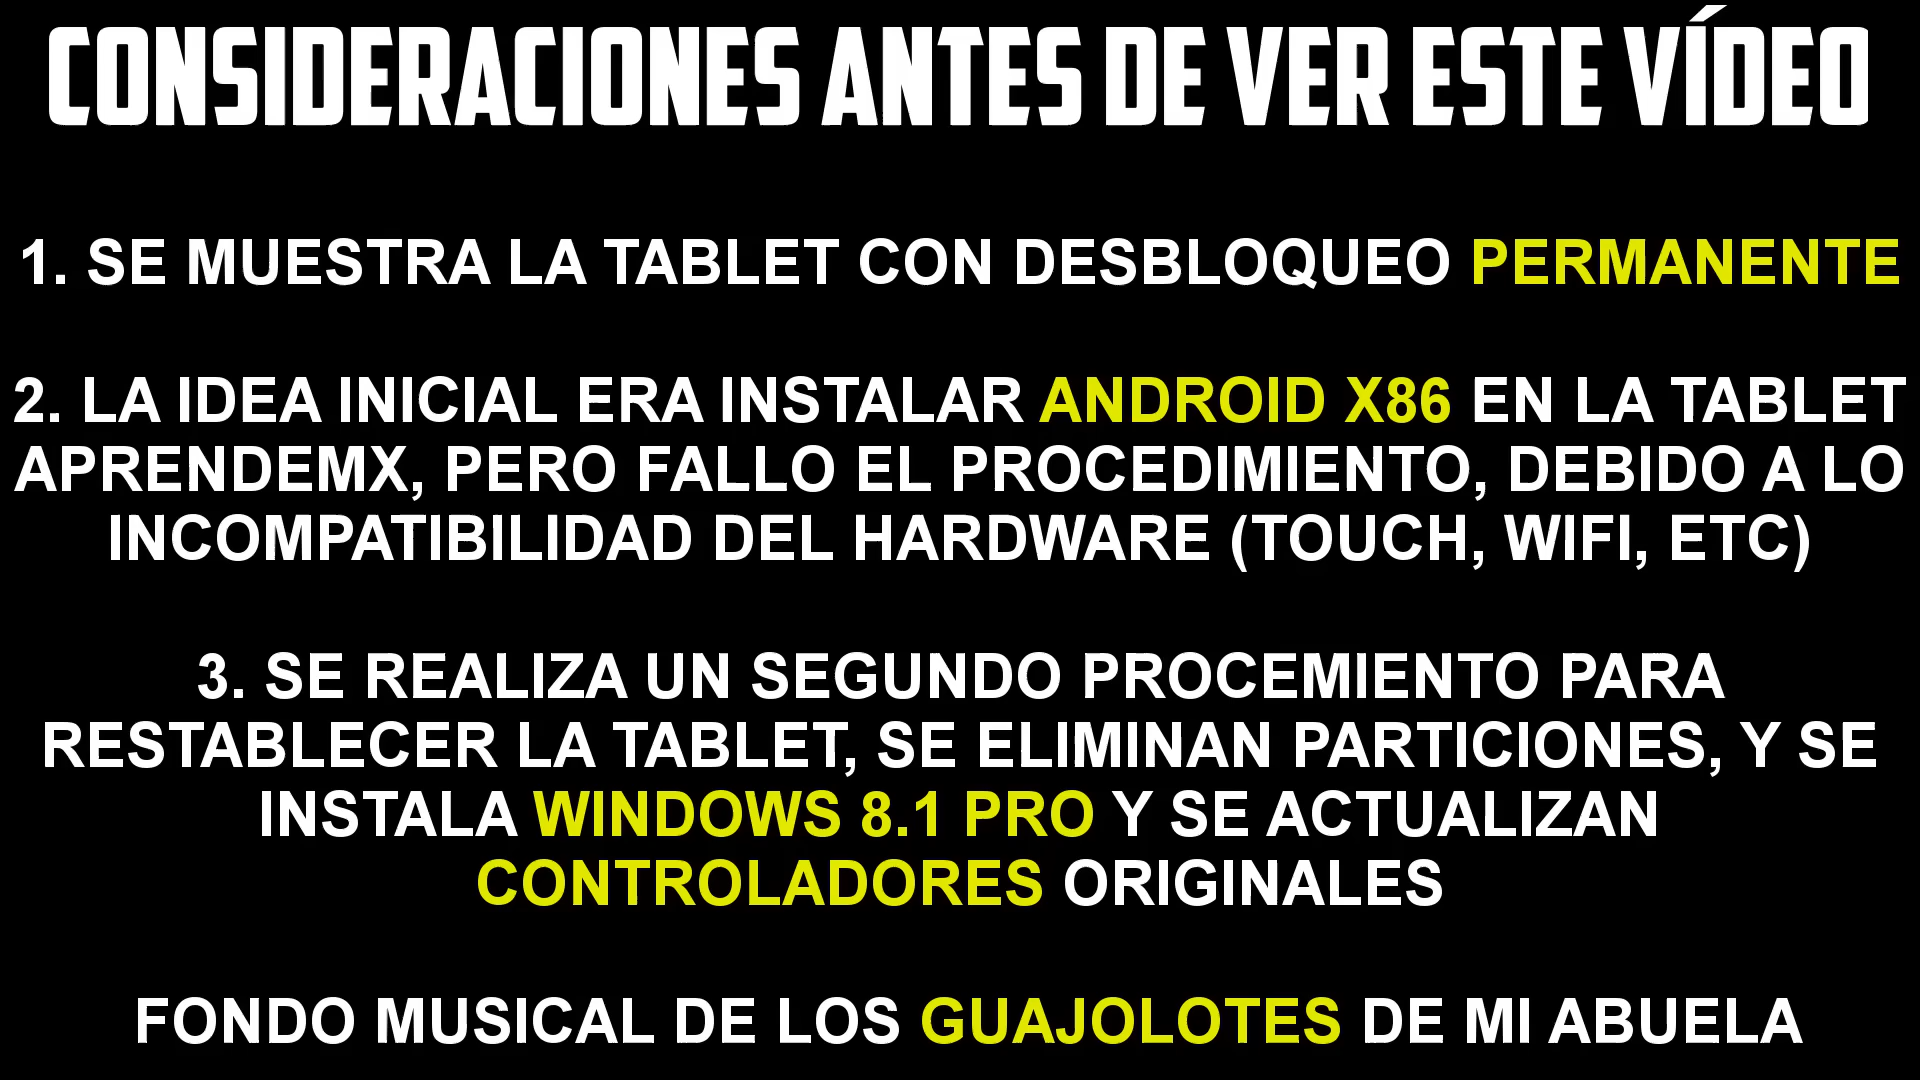 CONSIDERACIONES ANTES DE VER ESTE VÍDEO
1. SE MUESTRA LA TABLET CON DESBLOQUEO PERMANENTE
2. LA IDEA INICIAL ERA INSTALAR ANDROID X86 EN LA TABLET
APRENDEMX, PERO FALLO EL PROCEDIMIENTO, DEBIDO A LO
INCOMPATIBILIDAD DEL HARDWARE (TOUCH, WIFI, ETC)
3. SE REALIZA UN SEGUNDO PROCEMIENTO PARA
RESTABLECER LA TABLET, SE ELIMINAN PARTICIONES, Y SE
INSTALA WINDOWS 8.1 PRO Y SE ACTUALIZAN
CONTROLADORES ORIGINALES
FONDO MUSICAL DE LOS GUAJOLOTES DE MI ABUELA